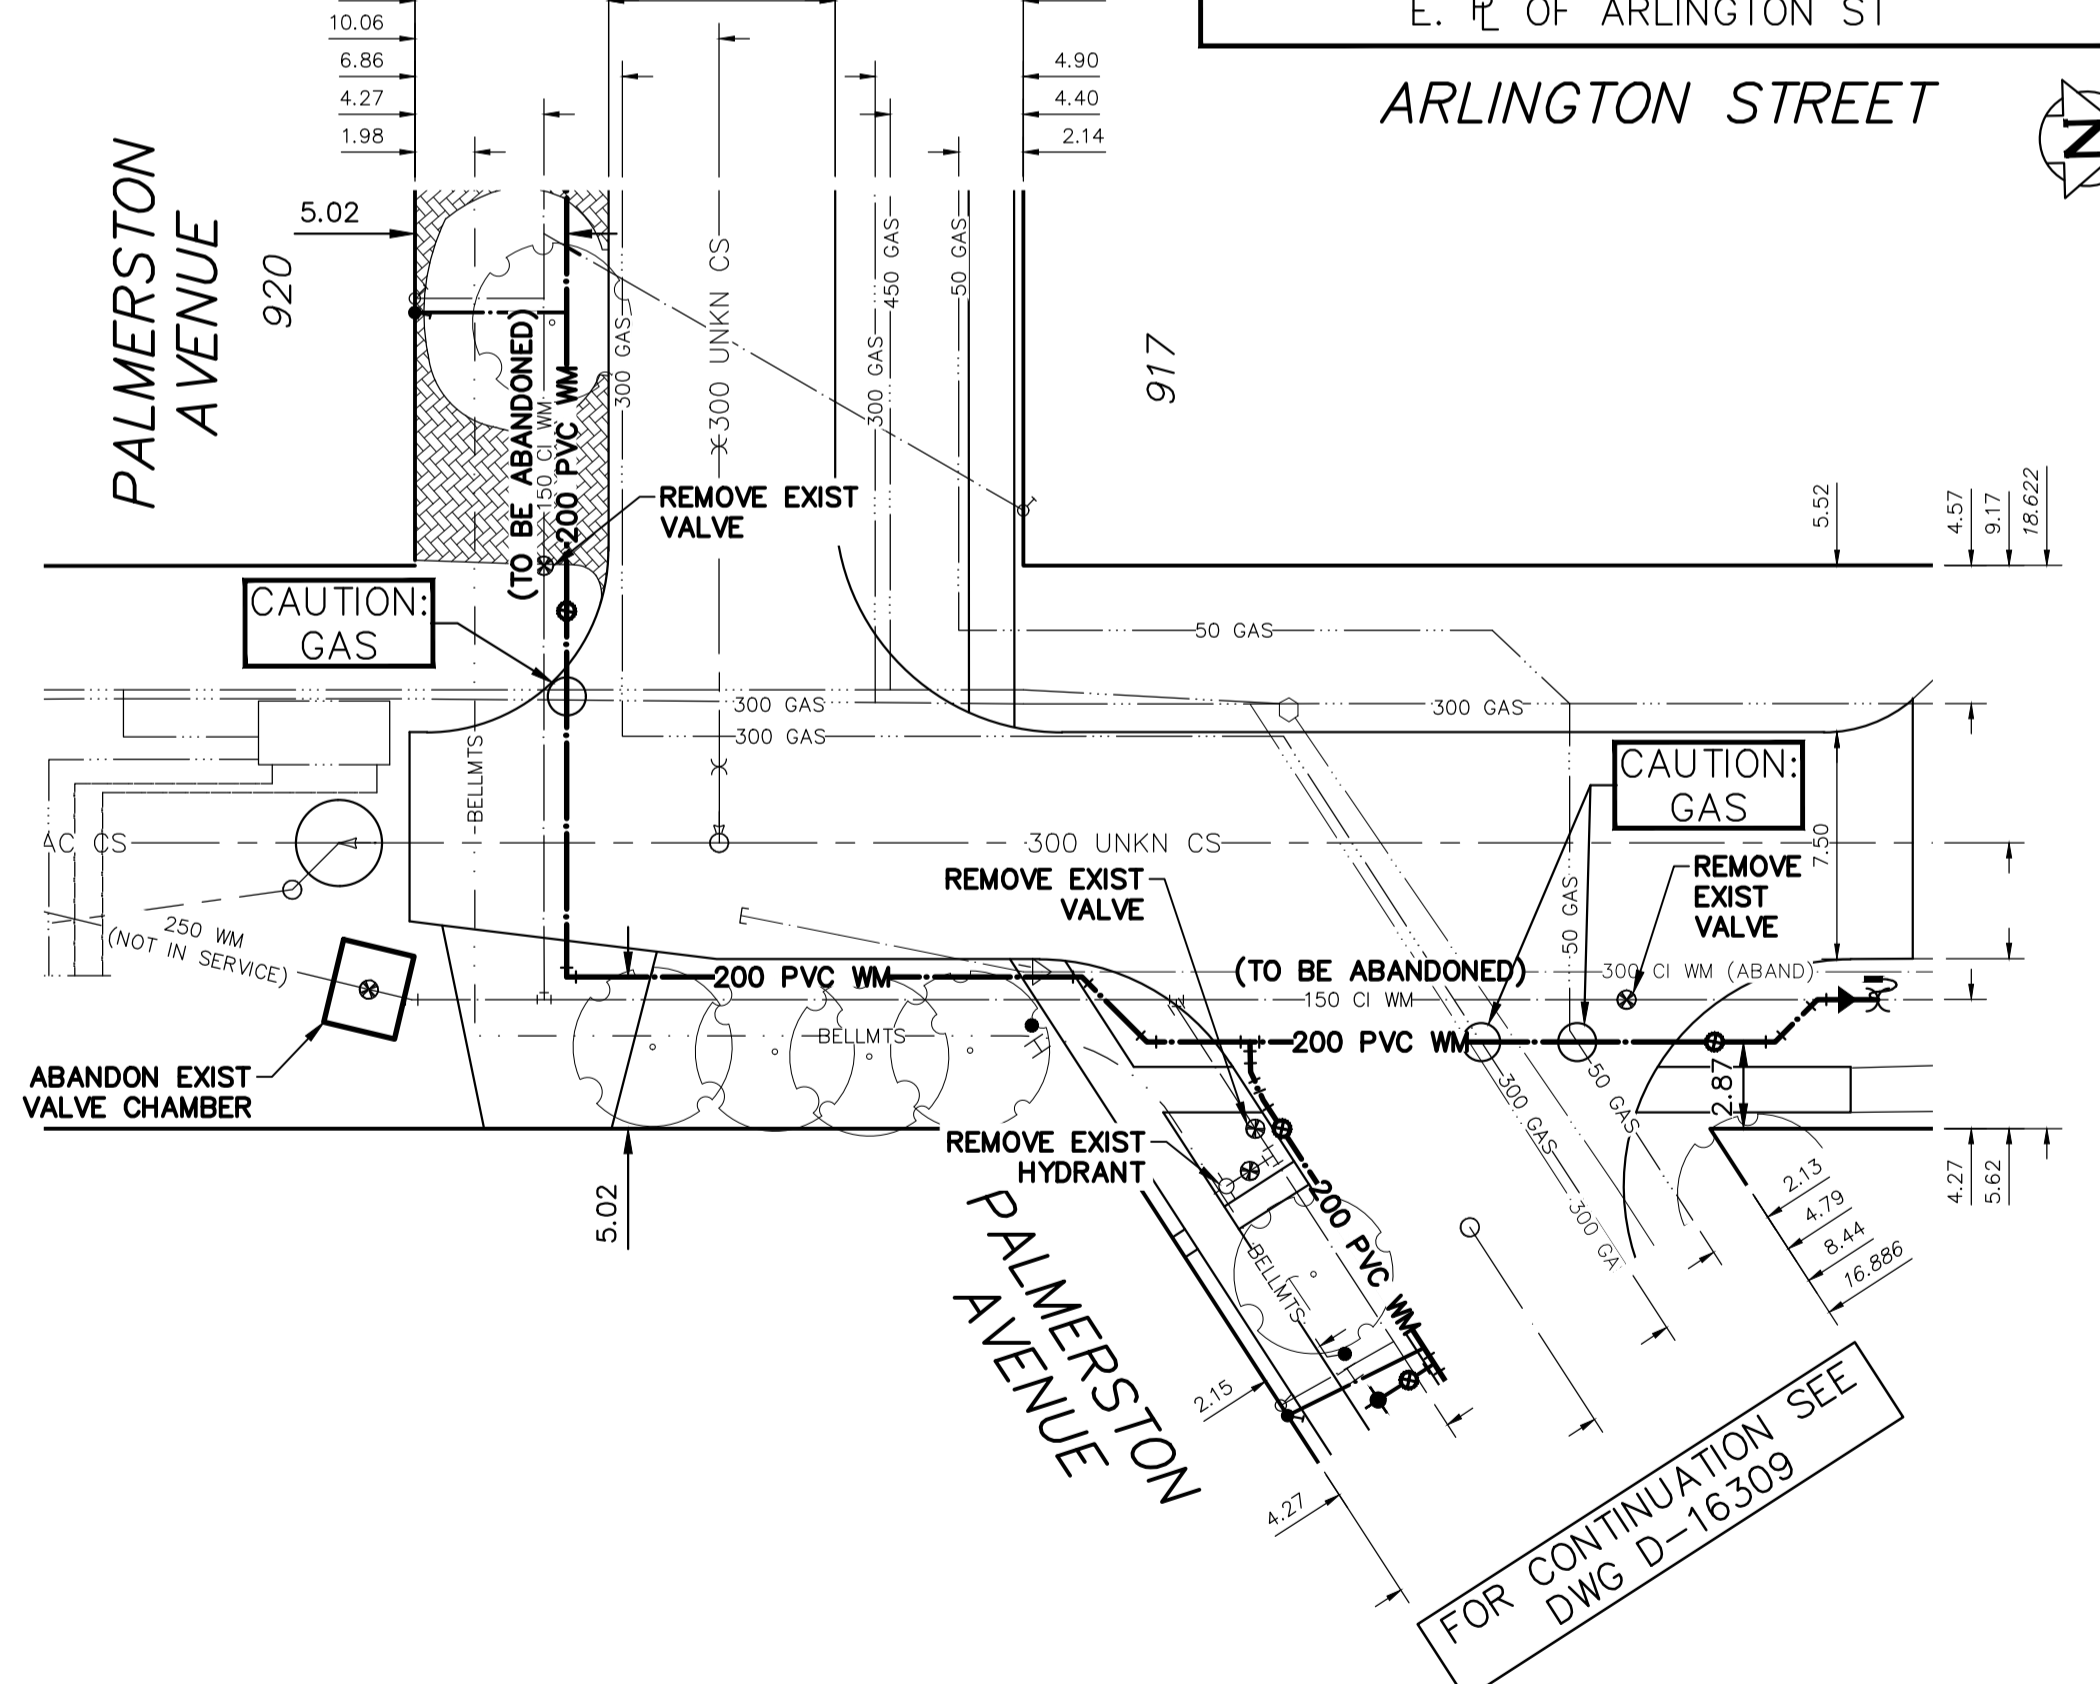 E. ⅊ OF ARLINGTON ST
ARLINGTON STREET
N
10.06
6.86
4.27
1.98
4.90
4.40
2.14
PALMERSTON
AVENUE
920
5.02
917
(TO BE ABANDONED)
150 CI WM
200 PVC WM
300 GAS
300 UNKN CS
300 GAS
450 GAS
50 GAS
REMOVE EXIST
VALVE
5.52
4.57
9.17
18.622
CAUTION:
GAS
50 GAS
300 GAS
300 GAS
300 GAS
BELLMTS
CAUTION:
GAS
7.50
AC CS
300 UNKN CS
REMOVE EXIST
VALVE
50 GAS
REMOVE
EXIST
VALVE
250 WM
(NOT IN SERVICE)
200 PVC WM
(TO BE ABANDONED)
300 CI WM (ABAND)
150 CI WM
BELLMTS
200 PVC WM
ABANDON EXIST
VALVE CHAMBER
2.87
300 GAS
50 GAS
REMOVE EXIST
HYDRANT
5.02
4.27
5.62
2.13
4.79
8.44
16.886
200 PVC WM
300 GA
BELLMTS
PALMERSTON
AVENUE
2.15
4.27
FOR CONTINUATION SEE
DWG D-16309